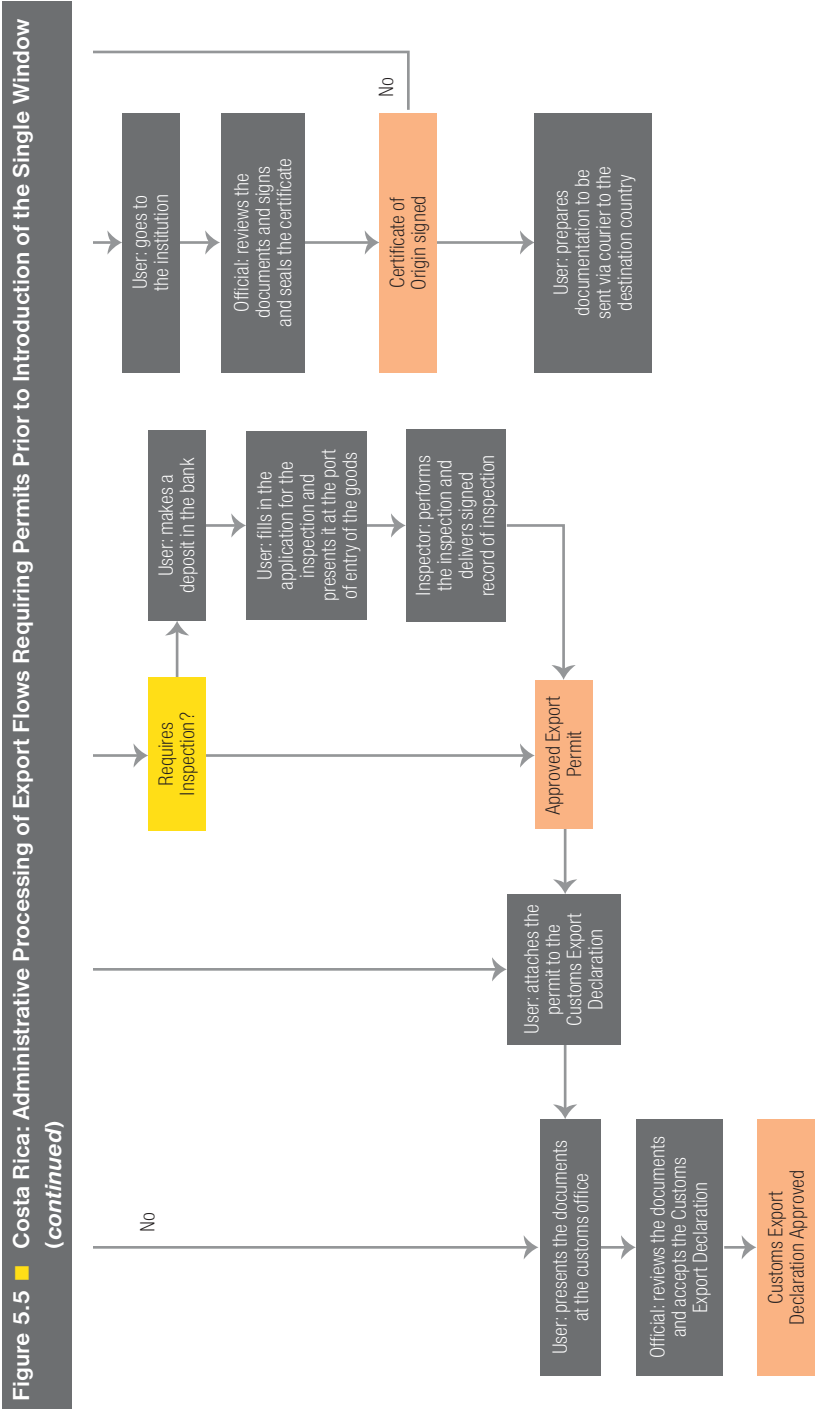 Figure 5.5 ■ Costa Rica: Administrative Processing of Export Flows Requiring Permits Prior to Introduction of the Single Window
(continued)
No
User: presents the documents
at the customs office
Official: reviews the documents
and accepts the Customs
Export Declaration
Customs Export
Declaration Approved
User: attaches the
permit to the
Customs Export
Declaration
Requires
Inspection?
Approved Export
Permit
User: makes a
deposit in the bank
User: fills in the
application for the
inspection and
presents it at the port
of entry of the goods
Inspector: performs
the inspection and
delivers signed
record of inspection
User: goes to
the institution
Official: reviews the
documents and signs
and seals the certificate
Certificate of
Origin signed
No
User: prepares
documentation to be
sent via courier to the
destination country